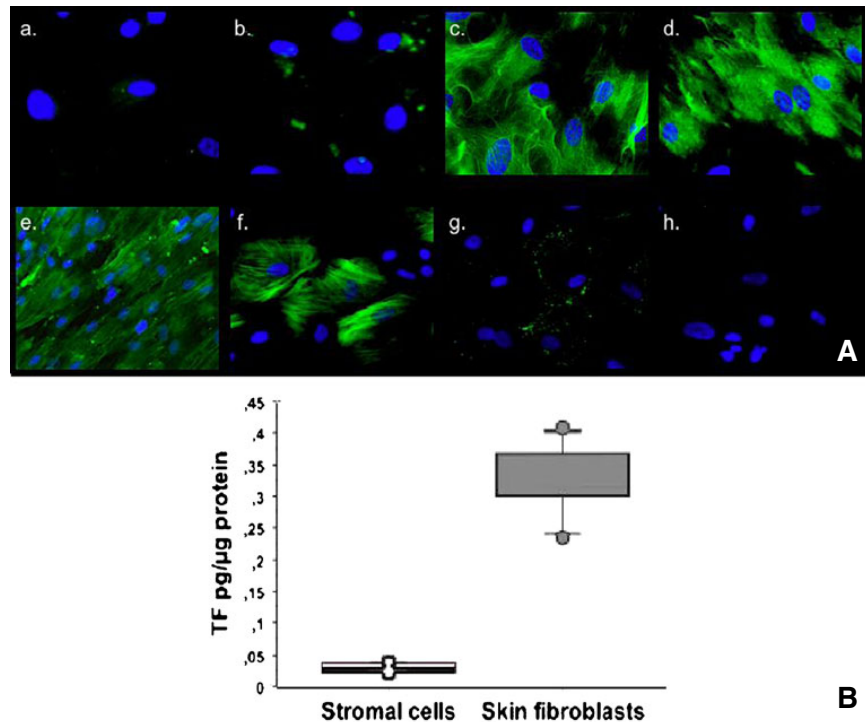 a.
b.
c.
d.
e.
f.
g.
h.
A
,45
,4
,35
,3
,25
,2
,15
,1
,05
0
TF pg/µg protein
Stromal cells
Skin fibroblasts
B